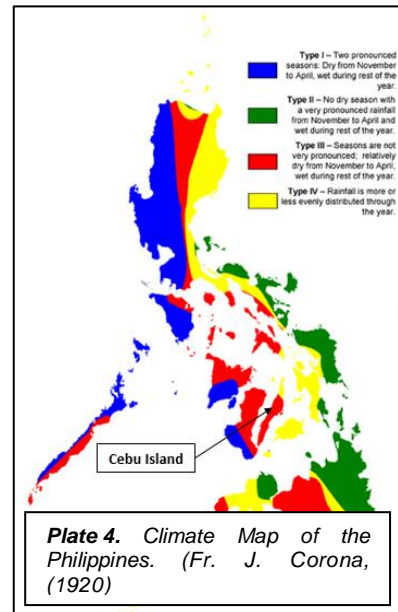 Type I – Two pronounced
seasons: Dry from November
to April, wet during rest of the
year.
Type II – No dry season with
a very pronounced rainfall
from November to April and
wet during rest of the year.
Type III – Seasons are not
very pronounced; relatively
dry from November to April,
wet during rest of the year.
Type IV – Rainfall is more or
less evenly distributed through
the year.
Cebu Island
Plate 4. Climate Map of the
Philippines. (Fr. J. Corona,
(1920)